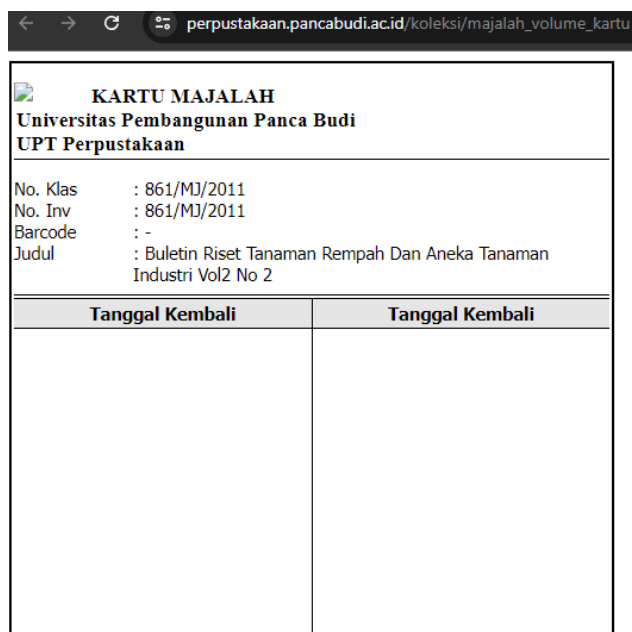 perpustakaan.pancabudi.ac.id/koleksi/majalah_volume_kartu
KARTU MAJALAH
Universitas Pembangunan Panca Budi
UPT Perpustakaan
No. Klas : 861/MJ/2011
No. Inv : 861/MJ/2011
Barcode : -
Judul : Buletin Riset Tanaman Rempah Dan Aneka Tanaman
Industri Vol2 No 2
Tanggal Kembali Tanggal Kembali